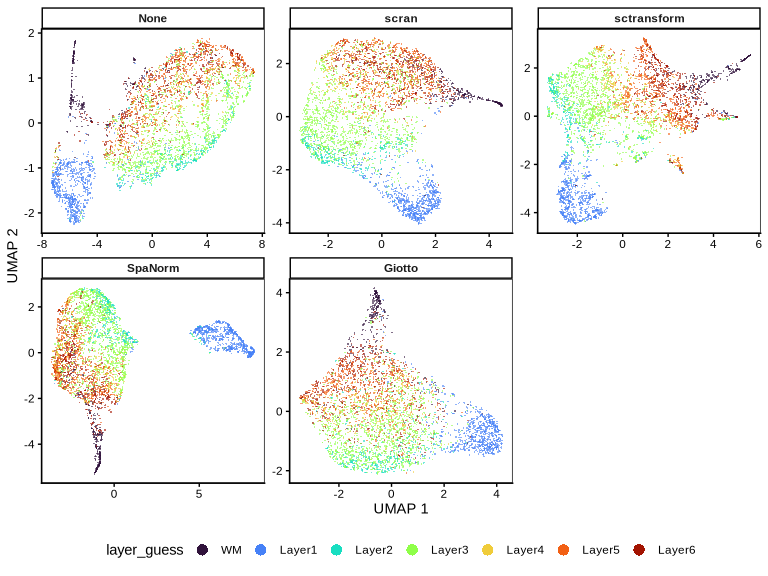 None scran sctransform
2
1
0
-1
-2
2
0
-2
-4
2
0
-2
-4
-8 -4 0 4 8
-2 0 2 4
-2 0 2 4 6
UMAP 2
SpaNorm Giotto
2
0
-2
-4
4
2
0
-2
0 5
-2 0 2 4
UMAP 1
layer_guess WM Layer1 Layer2 Layer3 Layer4 Layer5 Layer6